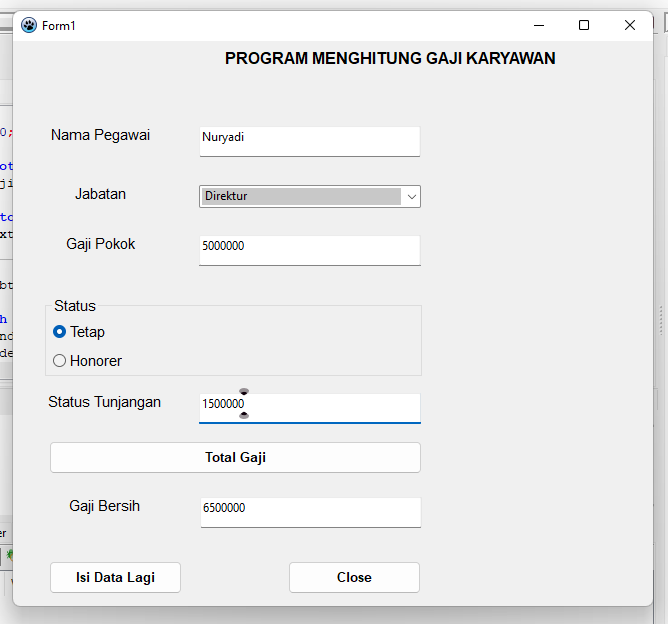 Form1
PROGRAM MENGHITUNG GAJI KARYAWAN
Nama Pegawai Nuryadi
Jabatan Direktur
Gaji Pokok 5000000
Status
Tetap
Honorer
Status Tunjangan 1500000
Total Gaji
Gaji Bersih 6500000
Isi Data Lagi Close